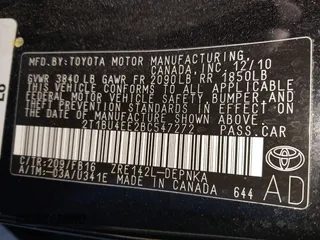 MFD.BY:TOYOTA MOTOR MANUFACTURING
CANADA.INC.12/10
GVWR 3840LB GAWR FR 2090LB RR 1850LB
THIS VEHICLE CONFORMS TO ALL APPLICABLE
FEDERAL MOTOR VEHICLE SAFETY, BUMPER, AND
THEFT PREVENTION STANDARDS IN EFFECT ON
THE DATE OF MANUFACTURE SHOWN ABOVE.
2T1BU4EE2BC547272 PASS.CAR
C/TR:209/FB16 ZRE142L-DEPNKA
A/TM:-03A/U341E MADE IN CANADA 644
AD
TOYOTA